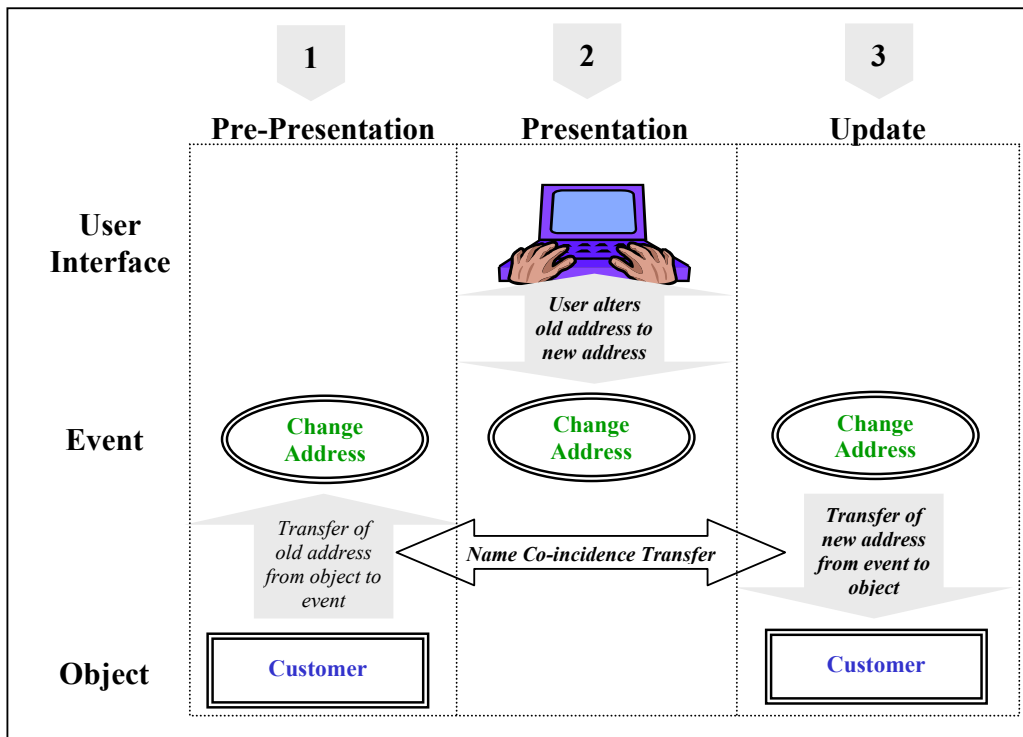 1
2
3
Pre-Presentation
Presentation
Update
User
Interface
User alters
old address to
new address
Event
Change
Address
Change
Address
Change
Address
Transfer of
old address
from object to
event
Name Co-incidence Transfer
Transfer of
new address
from event to
object
Object
Customer
Customer